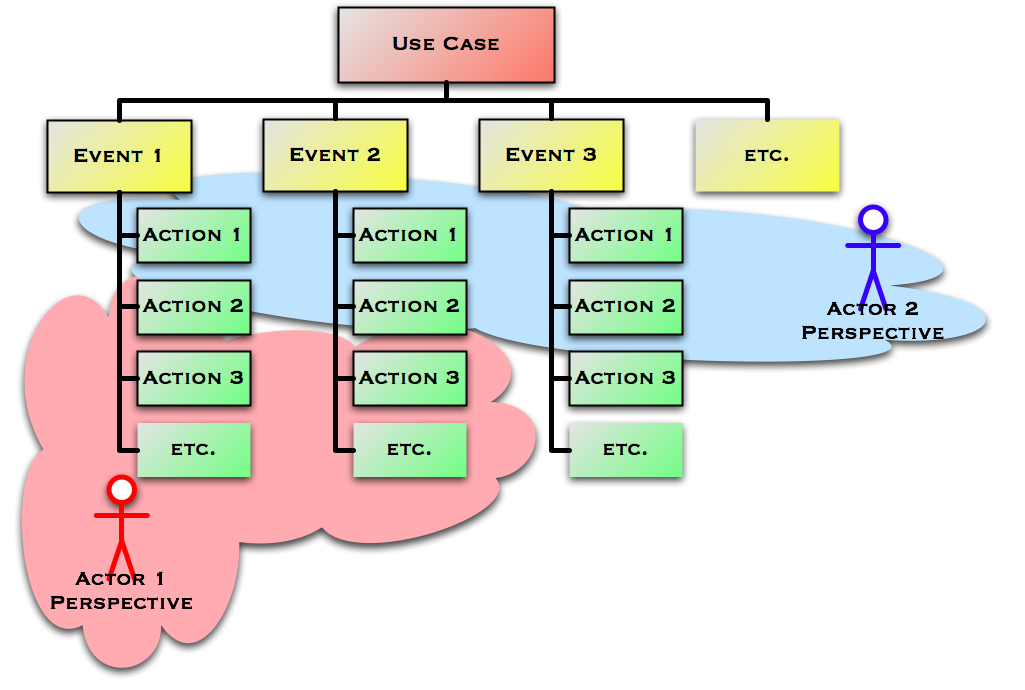 Use Case
Event 1
Event 2
Event 3
etc.
Action 1
Action 1
Action 1
Action 2
Action 2
Action 2
Actor 2
Perspective
Action 3
Action 3
Action 3
etc.
etc.
etc.
Actor 1
Perspective